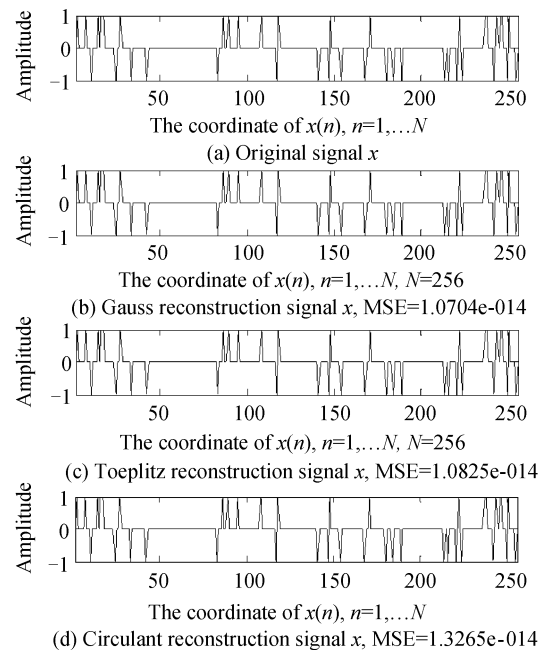 Amplitude
1
0
−1
50 100 150 200 250
The coordinate of x(n), n=1,…N
(a) Original signal x
Amplitude
1
0
−1
50 100 150 200 250
The coordinate of x(n), n=1,…N, N=256
(b) Gauss reconstruction signal x, MSE=1.0704e-014
Amplitude
1
0
−1
50 100 150 200 250
The coordinate of x(n), n=1,…N, N=256
(c) Toeplitz reconstruction signal x, MSE=1.0825e-014
Amplitude
1
0
−1
50 100 150 200 250
The coordinate of x(n), n=1,…N
(d) Circulant reconstruction signal x, MSE=1.3265e-014